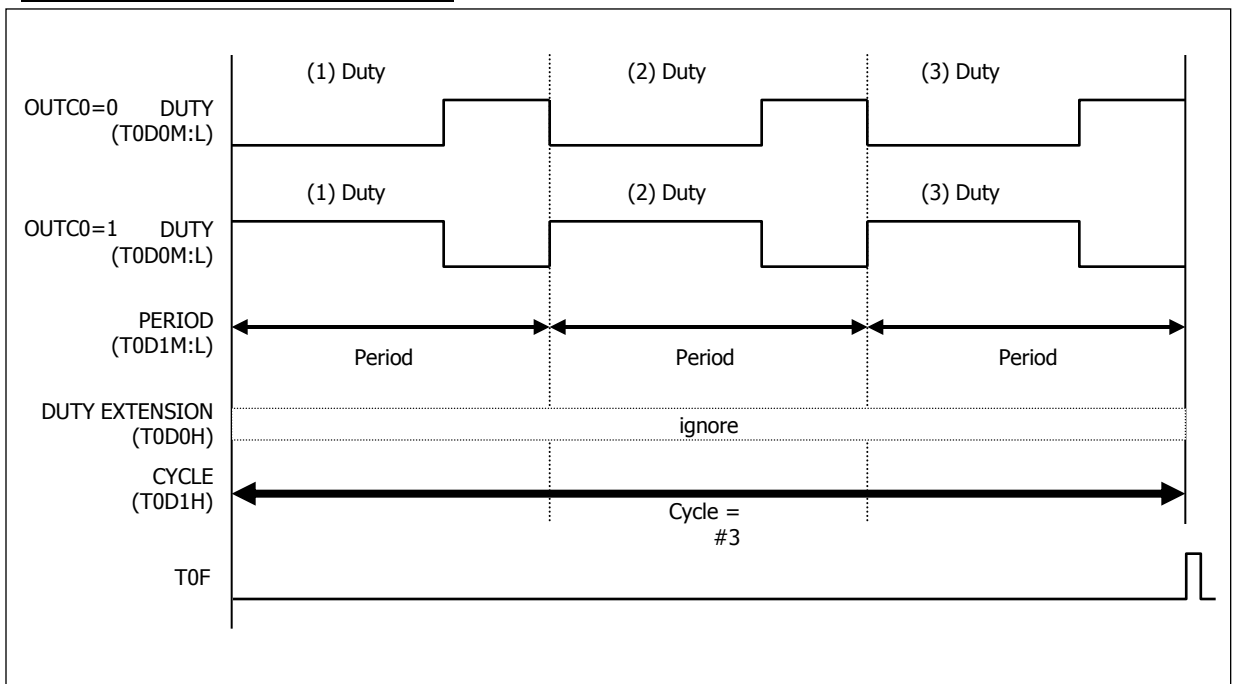 (1) Duty (2) Duty (3) Duty
OUTC0=0 DUTY
(T0D0M:L)
(1) Duty (2) Duty (3) Duty
OUTC0=1 DUTY
(T0D0M:L)
PERIOD
(T0D1M:L)
Period Period Period
DUTY EXTENSION
(T0D0H)
ignore
CYCLE
(T0D1H)
Cycle =
#3
T0F